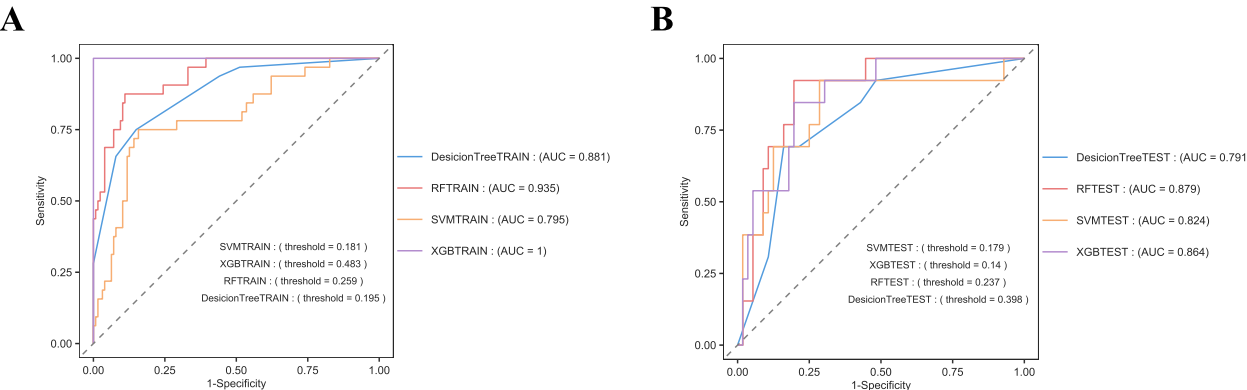 A
1.00
0.75
0.50
0.25
0.00
Sensitivity
0.00 0.25 0.50 0.75 1.00
1-Specificity
SVMTRAIN : ( threshold = 0.181 )
XGBTRAIN : ( threshold = 0.483 )
RFTRAIN : ( threshold = 0.259 )
DesicionTreeTRAIN : ( threshold = 0.195 )
DesicionTreeTRAIN : (AUC = 0.881)
RFTRAIN : (AUC = 0.935)
SVMTRAIN : (AUC = 0.795)
XGBTRAIN : (AUC = 1)
B
1.00
0.75
0.50
0.25
0.00
Sensitivity
0.00 0.25 0.50 0.75 1.00
1-Specificity
SVMTEST : ( threshold = 0.179 )
XGBTEST : ( threshold = 0.14 )
RFTEST : ( threshold = 0.237 )
DesicionTreeTEST : ( threshold = 0.398 )
DesicionTreeTEST : (AUC = 0.791
RFTEST : (AUC = 0.879)
SVMTEST : (AUC = 0.824)
XGBTEST : (AUC = 0.864)